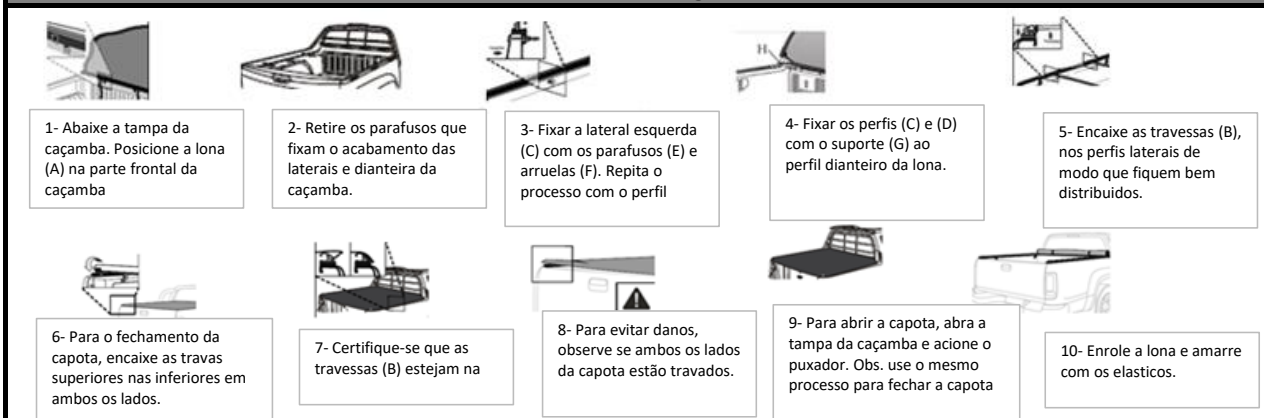 H
1- Abaixe a tampa da
caçamba. Posicione a lona
(A) na parte frontal da
caçamba
2- Retire os parafusos que
fixam o acabamento das
laterais e dianteira da
caçamba.
3- Fixar a lateral esquerda
(C) com os parafusos (E) e
arruelas (F). Repita o
processo com o perfil
4- Fixar os perfis (C) e (D)
com o suporte (G) ao
perfil dianteiro da lona.
5- Encaixe as travessas (B),
nos perfis laterais de
modo que fiquem bem
distribuidos.
6- Para o fechamento da
capota, encaixe as travas
superiores nas inferiores em
ambos os lados.
7- Certifique-se que as
travessas (B) estejam na
8- Para evitar danos,
observe se ambos os lados
da capota estão travados.
9- Para abrir a capota, abra a
tampa da caçamba e acione o
puxador. Obs. use o mesmo
processo para fechar a capota
10- Enrole a lona e amarre
com os elasticos.